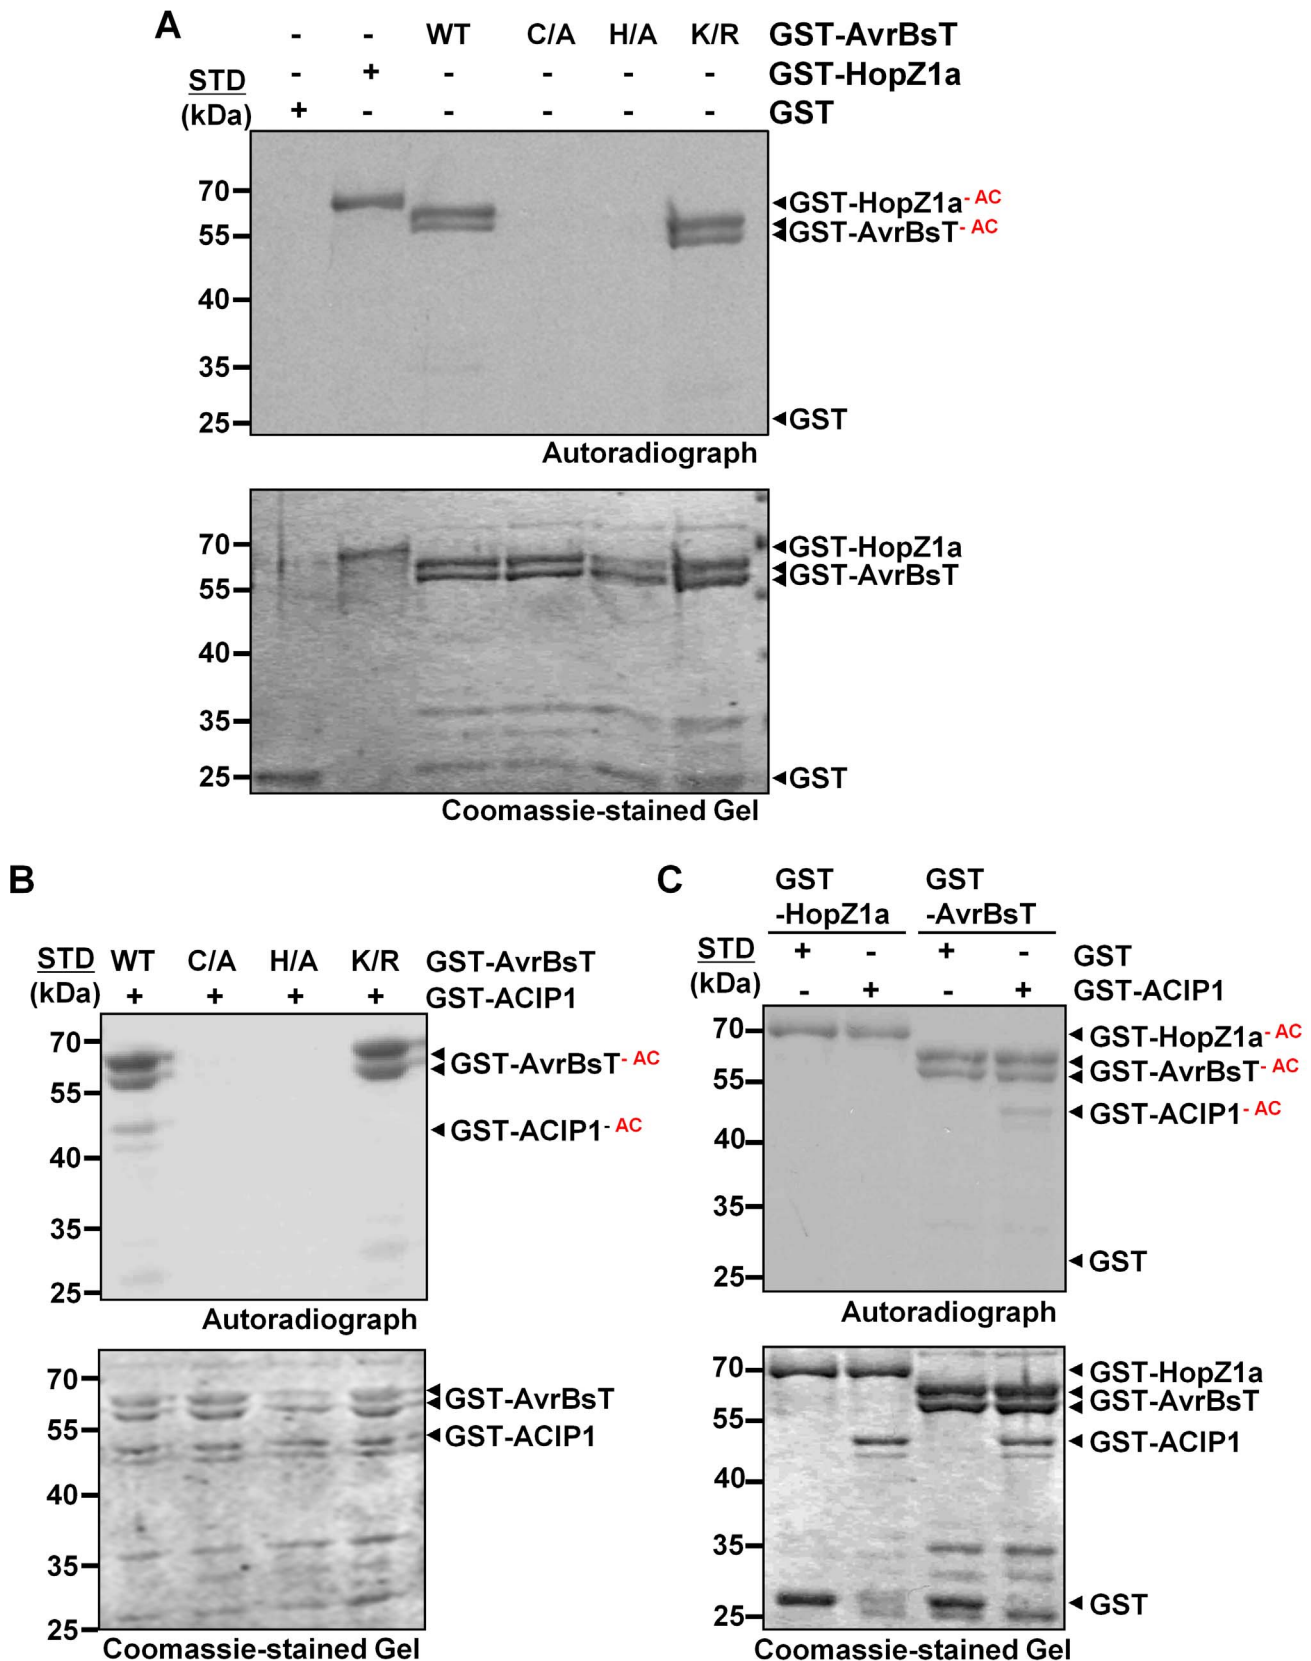 A
- - WT C/A H/A K/R GST-AvrBsT
STD - + - - - - GST-HopZ1a
(kDa) + - - - - - GST
70 ◄GST-HopZ1a- AC
55 ◄GST-AvrBsT- AC
40
35
25 ◄GST
Autoradiograph
70 ◄GST-HopZ1a
55 ◄GST-AvrBsT
40
35
25 ◄GST
Coomassie-stained Gel
B
STD WT C/A H/A K/R GST-AvrBsT
(kDa) + + + + GST-ACIP1
70 ◄GST-AvrBsT- AC
55
◄GST-ACIP1- AC
40
35
25
Autoradiograph
70 ◄GST-AvrBsT
55 ◄GST-ACIP1
40
35
25
Coomassie-stained Gel
C
GST GST
-HopZ1a -AvrBsT
STD + - + - GST
(kDa) - + - + GST-ACIP1
70 ◄GST-HopZ1a- AC
55 ◄GST-AvrBsT- AC
◄GST-ACIP1- AC
40
35
◄GST
25
Autoradiograph
70 ◄GST-HopZ1a
◄GST-AvrBsT
55
◄GST-ACIP1
40
35
25 ◄GST
Coomassie-stained Gel